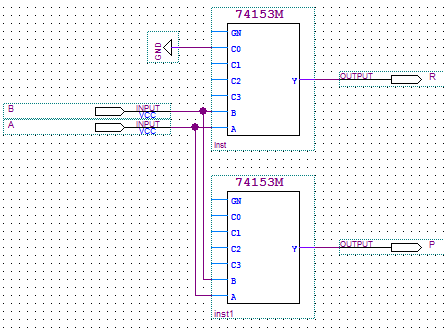 74153M
GN
GND
C0
C1
C2
Y
OUTPUT
R
C3
B
INPUT
VCC
B
A
INPUT
VCC
A
inst
74153M
GN
C0
C1
C2
Y
OUTPUT
P
C3
B
A
inst1